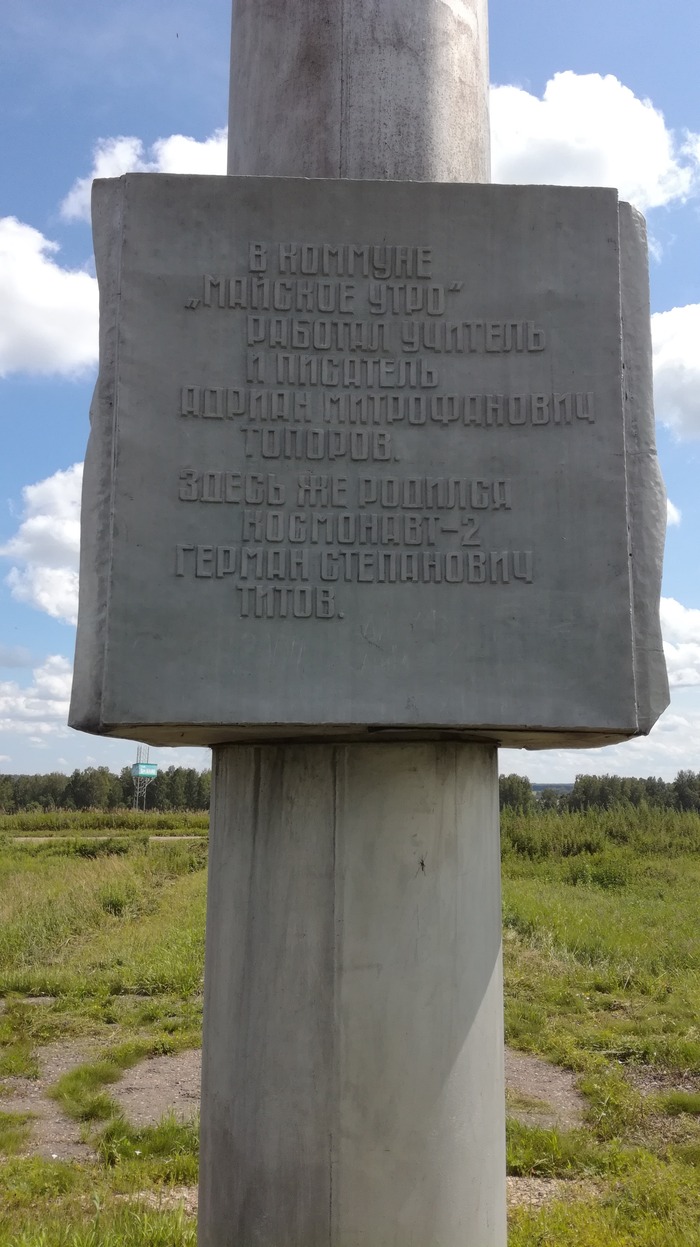 В КОММУНЕ
„МАЙСКОЕ УТРО“
РАБОТАЛ УЧИТЕЛЬ
И ПИСАТЕЛЬ
АДРИАН МИТРОФАНОВИЧ
ТОПОРОВ.
ЗДЕСЬ ЖЕ РОДИЛСЯ
КОСМОНАВТ-2
ГЕРМАН СТЕПАНОВИЧ
ТИТОВ.